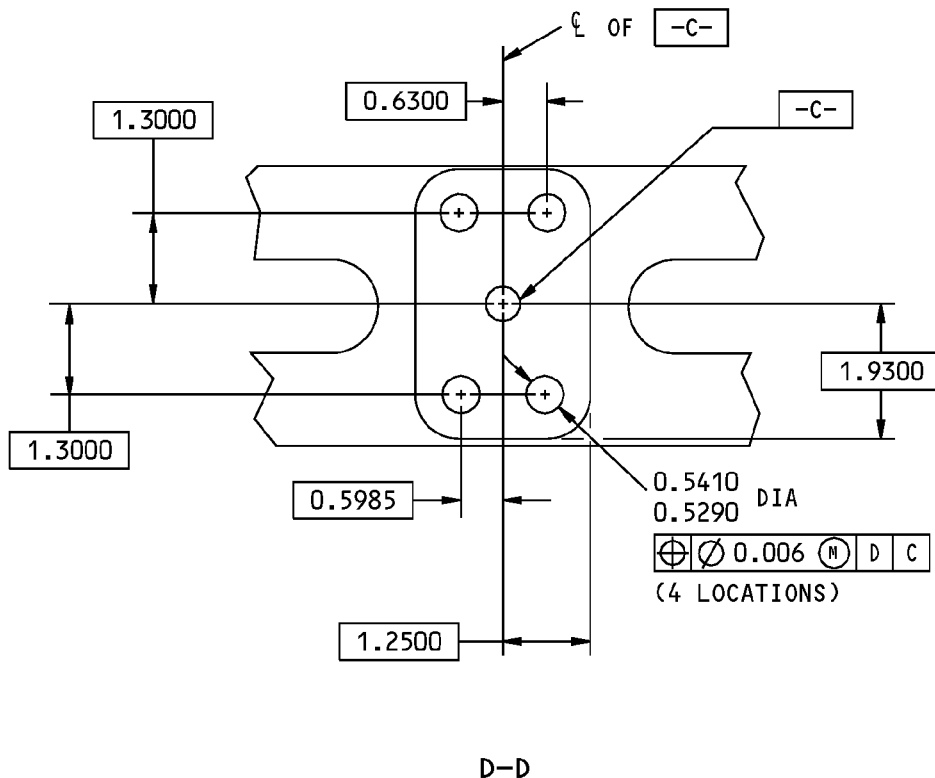 ℄ OF -C-
0.6300
1.3000
-C-
1.9300
1.3000
0.5985
0.5410
0.5290
DIA
⌖ ⌀ 0.006 Ⓜ D C
(4 LOCATIONS)
1.2500
D-D